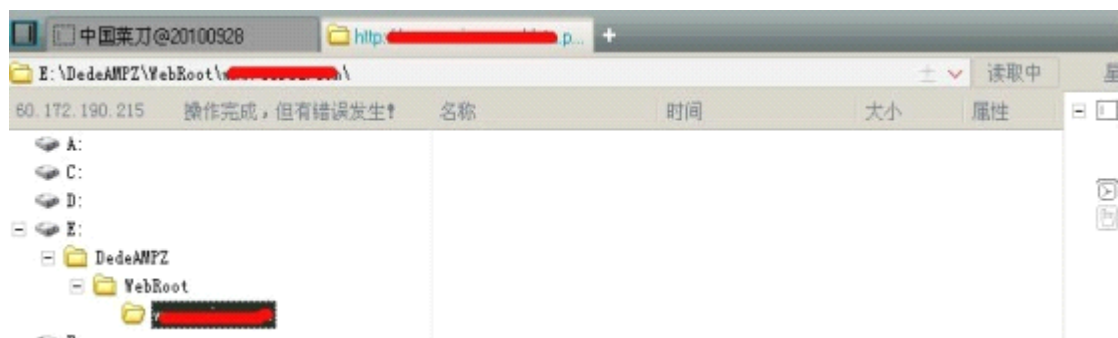 中国菜刀@20100928 http: .p...
E:\DedeAMPZ\WebRoot\ \ 读取中
60.172.190.215 操作完成,但有错误发生! 名称 时间 大小 属性
A:
C:
D:
E:
DedeAMPZ
WebRoot